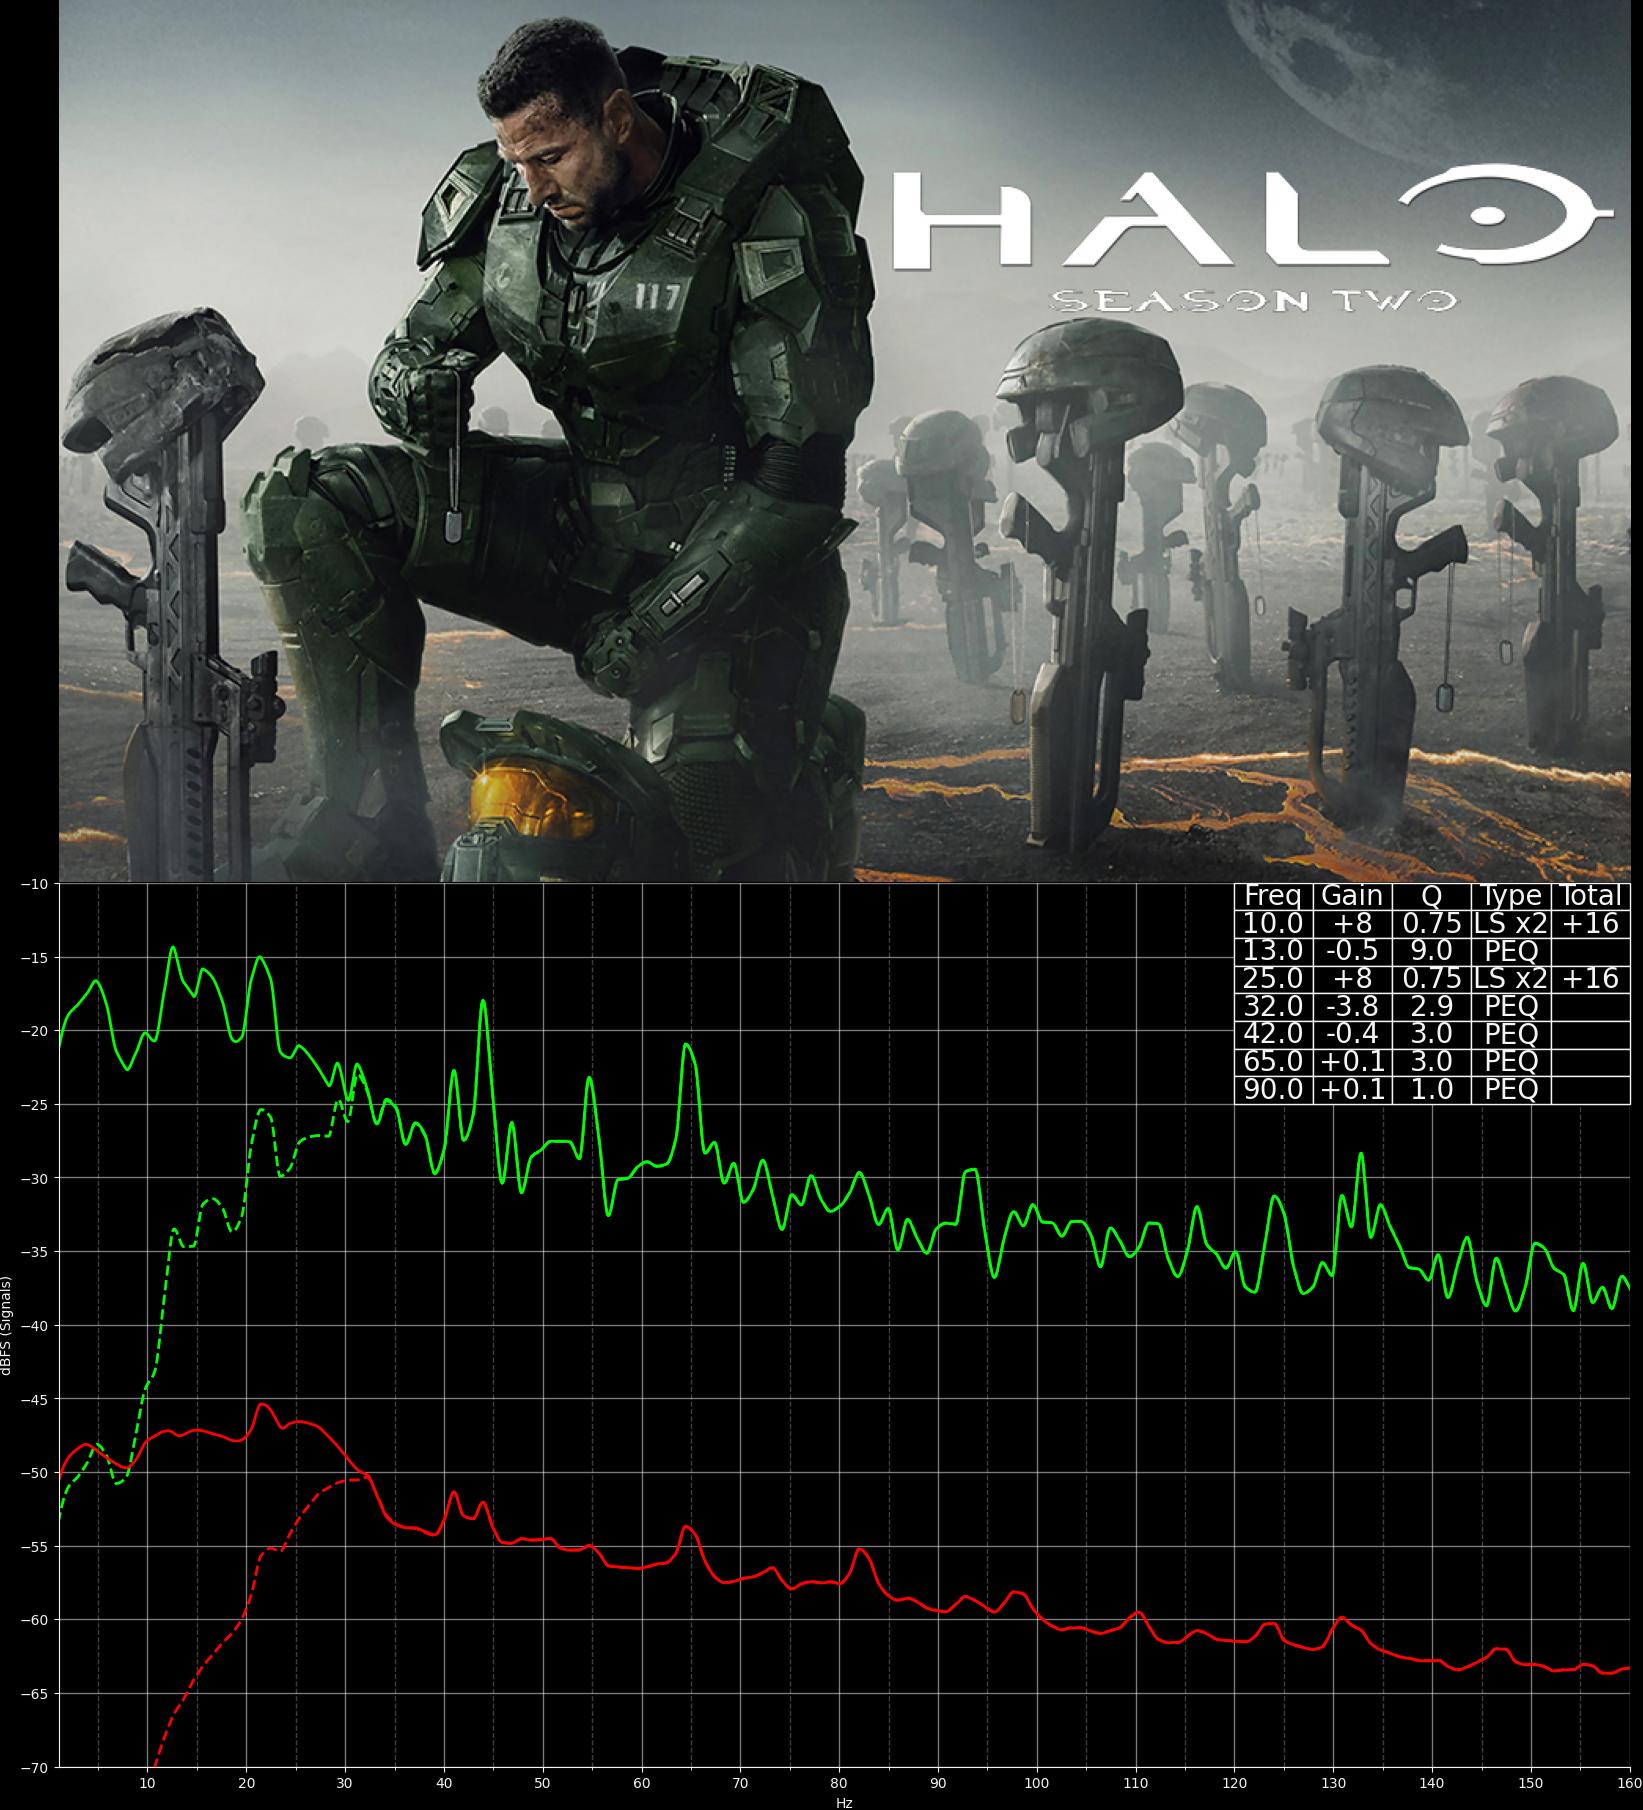 HALO
SEASON TWO
117
Freq Gain Q Type Total
10.0 +8 0.75 LS x2 +16
13.0 -0.5 9.0 PEQ
25.0 +8 0.75 LS x2 +16
32.0 -3.8 2.9 PEQ
42.0 -0.4 3.0 PEQ
65.0 +0.1 3.0 PEQ
90.0 +0.1 1.0 PEQ
−10
−15
−20
−25
−30
−35
−40
−45
−50
−55
−60
−65
−70
dBFS (Signals)
10 20 30 40 50 60 70 80 90 100 110 120 130 140 150 160
Hz